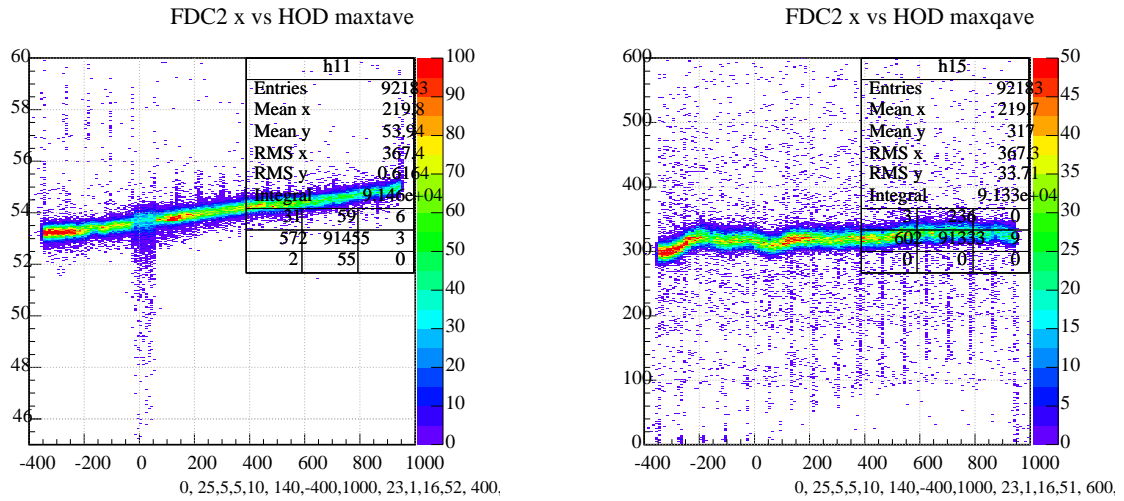 FDC2 x vs HOD maxtave
h11
Entries 92183
Mean x 219.8
Mean y 53.94
RMS x 367.4
RMS y 0.6164
Integral 9.146e+04
31 59 6
572 91455 3
2 55 0
60
58
56
54
52
50
48
46
-400 -200 0 200 400 600 800 1000
100
90
80
70
60
50
40
30
20
10
0
0, 25,5,5,10, 140,-400,1000, 23,1,16,52, 400,
FDC2 x vs HOD maxqave
h15
Entries 92183
Mean x 219.7
Mean y 317
RMS x 367.3
RMS y 33.71
Integral 9.133e+04
3 236 0
602 91333 9
0 0 0
600
500
400
300
200
100
0
-400 -200 0 200 400 600 800 1000
50
45
40
35
30
25
20
15
10
5
0
0, 25,5,5,10, 140,-400,1000, 23,1,16,51, 600,